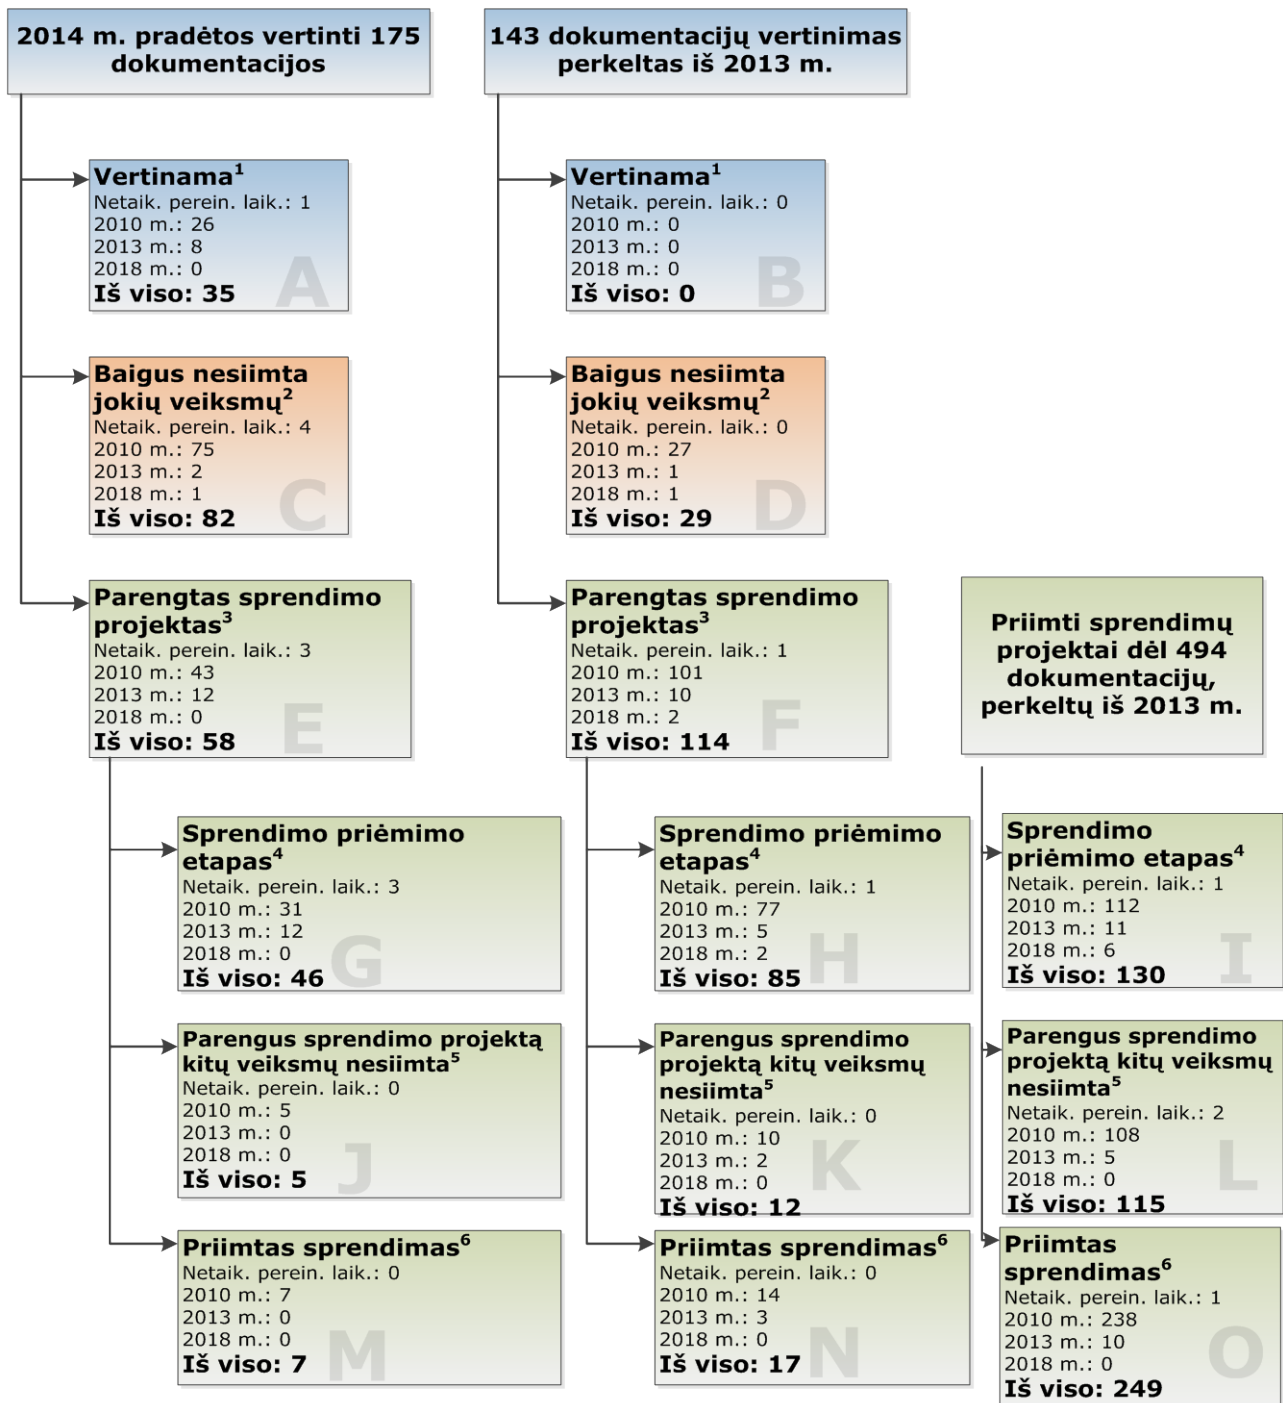 2014 m. pradėtos vertinti 175
dokumentacijos
143 dokumentacijų vertinimas
perkeltas iš 2013 m.
Vertinama¹
Netaik. perein. laik.: 1
2010 m.: 26
2013 m.: 8
2018 m.: 0
Iš viso: 35
A
Vertinama¹
Netaik. perein. laik.: 0
2010 m.: 0
2013 m.: 0
2018 m.: 0
Iš viso: 0
B
Baigus nesiimta
jokių veiksmų²
Netaik. perein. laik.: 4
2010 m.: 75
2013 m.: 2
2018 m.: 1
Iš viso: 82
C
Baigus nesiimta
jokių veiksmų²
Netaik. perein. laik.: 0
2010 m.: 27
2013 m.: 1
2018 m.: 1
Iš viso: 29
D
Parengtas sprendimo
projektas³
Netaik. perein. laik.: 3
2010 m.: 43
2013 m.: 12
2018 m.: 0
Iš viso: 58
E
Parengtas sprendimo
projektas³
Netaik. perein. laik.: 1
2010 m.: 101
2013 m.: 10
2018 m.: 2
Iš viso: 114
F
Priimti sprendimų
projektai dėl 494
dokumentacijų,
perkeltų iš 2013 m.
Sprendimo priėmimo
etapas⁴
Netaik. perein. laik.: 3
2010 m.: 31
2013 m.: 12
2018 m.: 0
Iš viso: 46
G
Sprendimo priėmimo
etapas⁴
Netaik. perein. laik.: 1
2010 m.: 77
2013 m.: 5
2018 m.: 2
Iš viso: 85
H
Sprendimo
priėmimo etapas⁴
Netaik. perein. laik.: 1
2010 m.: 112
2013 m.: 11
2018 m.: 6
Iš viso: 130
I
Parengus sprendimo projektą
kitų veiksmų nesiimta⁵
Netaik. perein. laik.: 0
2010 m.: 5
2013 m.: 0
2018 m.: 0
Iš viso: 5
J
Parengus sprendimo
projektą kitų veiksmų
nesiimta⁵
Netaik. perein. laik.: 0
2010 m.: 10
2013 m.: 2
2018 m.: 0
Iš viso: 12
K
Parengus sprendimo
projektą kitų veiksmų
nesiimta⁵
Netaik. perein. laik.: 2
2010 m.: 108
2013 m.: 5
2018 m.: 0
Iš viso: 115
L
Priimtas sprendimas⁶
Netaik. perein. laik.: 0
2010 m.: 7
2013 m.: 0
2018 m.: 0
Iš viso: 7
M
Priimtas sprendimas⁶
Netaik. perein. laik.: 0
2010 m.: 14
2013 m.: 3
2018 m.: 0
Iš viso: 17
N
Priimtas
sprendimas⁶
Netaik. perein. laik.: 1
2010 m.: 238
2013 m.: 10
2018 m.: 0
Iš viso: 249
O